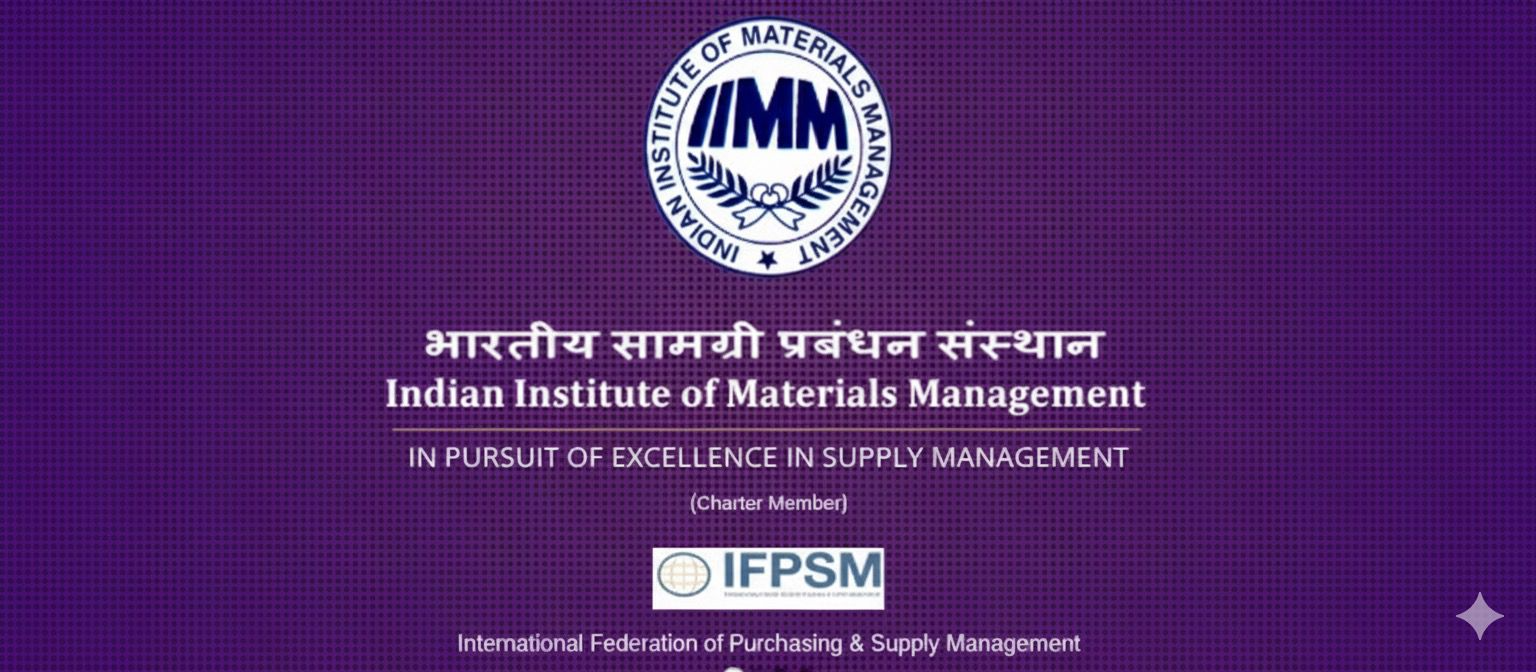 INDIAN INSTITUTE OF MATERIALS MANAGEMENT
IIMM
भारतीय सामग्री प्रबंधन संस्थान
Indian Institute of Materials Management
IN PURSUIT OF EXCELLENCE IN SUPPLY MANAGEMENT
(Charter Member)
IFPSM
International Federation of Purchasing & Supply Management